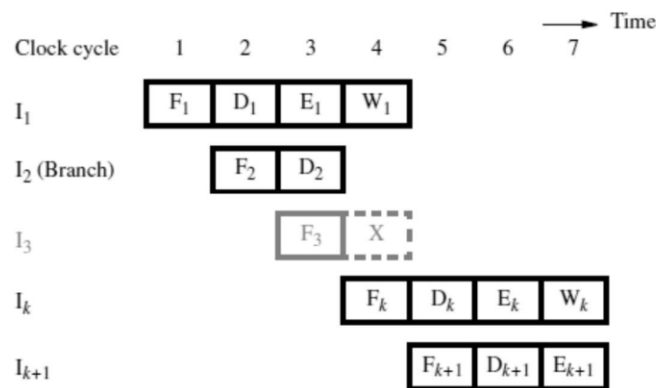 Time
Clock cycle 1 2 3 4 5 6 7
I₁ F₁ D₁ E₁ W₁
I₂ (Branch) F₂ D₂
I₃ F₃ X
Iₖ Fₖ Dₖ Eₖ Wₖ
Iₖ₊₁ Fₖ₊₁ Dₖ₊₁ Eₖ₊₁